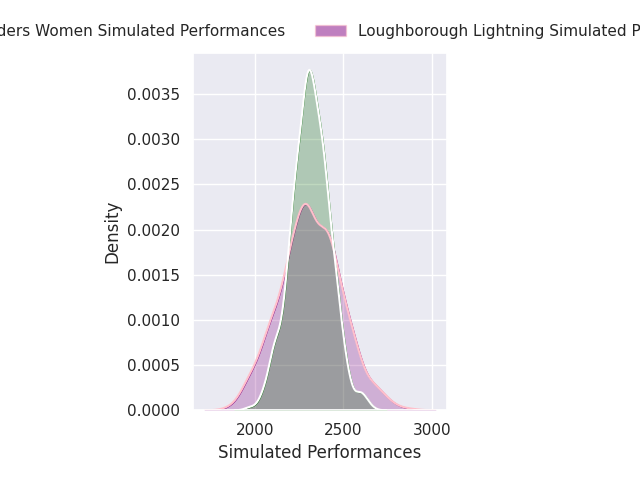 ders Women Simulated Performances Loughborough Lightning Simulated P
0.0035
0.0030
0.0025
0.0020
0.0015
0.0010
0.0005
0.0000
Density
2000 2500 3000
Simulated Performances